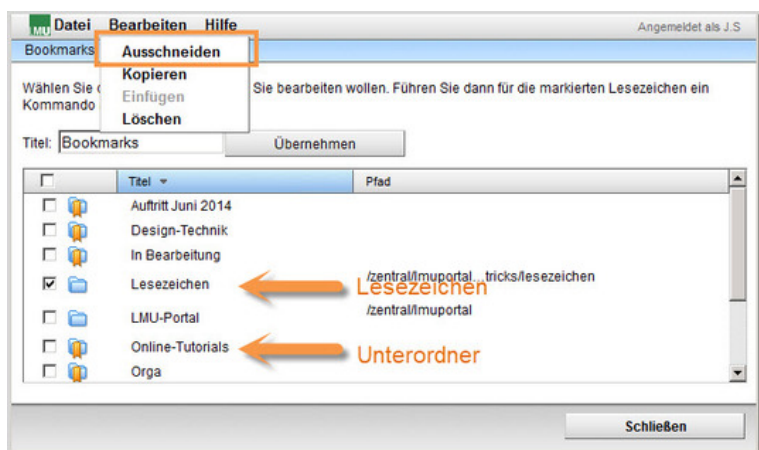 MU Datei Bearbeiten Hilfe Angemeldet als J.S
Bookmarks
Ausschneiden
Kopieren
Einfügen
Löschen
Wählen Sie Sie bearbeiten wollen. Führen Sie dann für die markierten Lesezeichen ein
Kommando
Titel: Bookmarks Übernehmen
Titel Pfad
Auftritt Juni 2014
Design-Technik
In Bearbeitung
Lesezeichen /zentral/lmuportal...tricks/lesezeichen
Lesezeichen
LMU-Portal /zentral/lmuportal
Online-Tutorials
Unterordner
Orga
Schließen